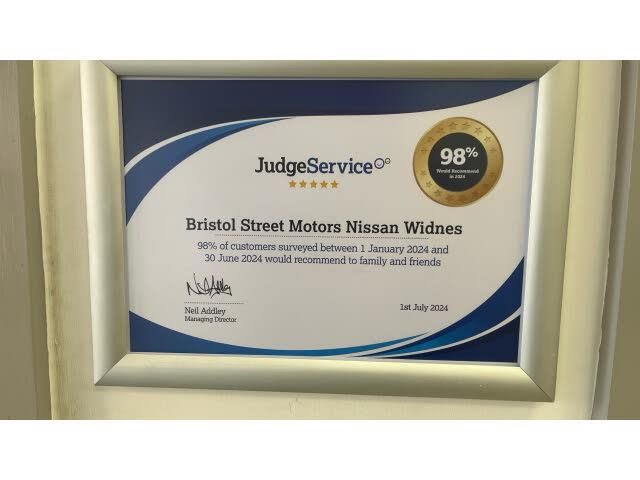 JudgeService
98%
Would Recommend
in 2024
Bristol Street Motors Nissan Widnes
98% of customers surveyed between 1 January 2024 and
30 June 2024 would recommend to family and friends
Neil Addley
Managing Director
1st July 2024